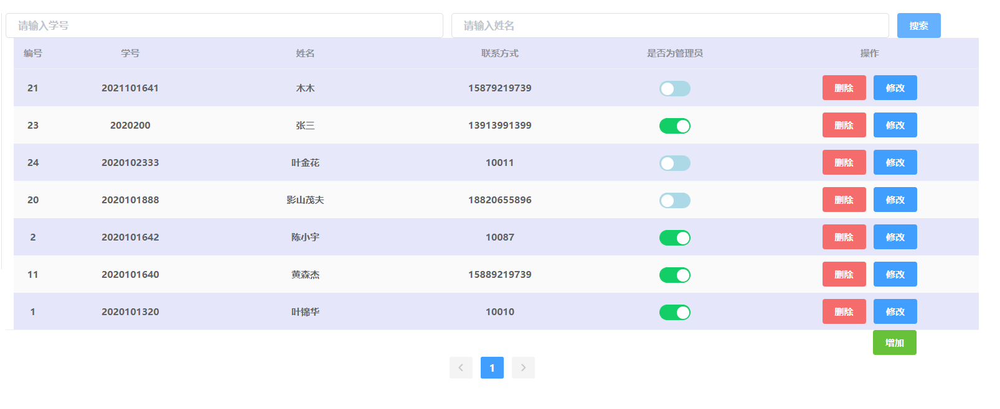 请输入学号 请输入姓名 搜索
编号 学号 姓名 联系方式 是否为管理员 操作
21 2021101641 木木 15879219739 删除 修改
23 2020200 张三 13913991399 删除 修改
24 2020102333 叶金花 10011 删除 修改
20 2020101888 影山茂夫 18820655896 删除 修改
2 2020101642 陈小宇 10087 删除 修改
11 2020101640 黄森杰 15889219739 删除 修改
1 2020101320 叶锦华 10010 删除 修改
增加
1